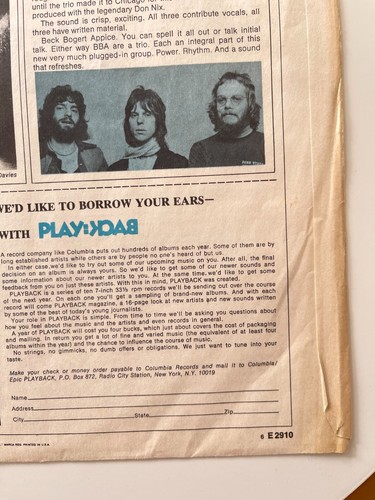 until the trio made it to Chicago for
produced with the legendary Don Nix.
The sound is crisp, exciting. All three contribute vocals, all
three have written material.
Beck Bogert Appice. You can spell it all out or talk initial
talk. Either way BBA are a trio. Each an integral part of this
new very much plugged-in group. Power. Rhythm. And a sound
that refreshes.
Davies
WE'D LIKE TO BORROW YOUR EARS—
WITH PLAYBACK
A record company like Columbia puts out hundreds of albums each year. Some of them are by
long established artists while others are by people no one's heard of but us.
In either case, we'd like to try out some of our upcoming music on you. After all, the final
decision on an album is always yours. So we'd like to get some of our newer sounds and
some information about our newer artists to you. At the same time, we'd like to get some
feedback from you on just these artists. With this in mind, PLAYBACK was created.
PLAYBACK is a series of ten 7-inch 33⅓ rpm records we'll be sending out over the course
of the next year. On each one you'll get a sampling of brand-new albums. And with each
record will come PLAYBACK magazine, a 16-page look at new artists and new sounds written
by some of the best of today's young journalists.
Your role in PLAYBACK is simple. From time to time we'll be asking you questions about
how you feel about the music and the artists and even records in general.
A year of PLAYBACK will cost you four bucks, which just about covers the cost of packaging
and mailing. In return you get a lot of fine and varied music (the equivalent of at least four
albums within the year) and the chance to influence the course of music.
No strings, no gimmicks, no dumb offers or obligations. We just want to tune into your
taste.
Make your check or money order payable to Columbia Records and mail it to Columbia/
Epic PLAYBACK, P.O. Box 872, Radio City Station, New York, N.Y. 10019
Name
Address
City State Zip
PRINTED IN U.S.A.
6 E 2910